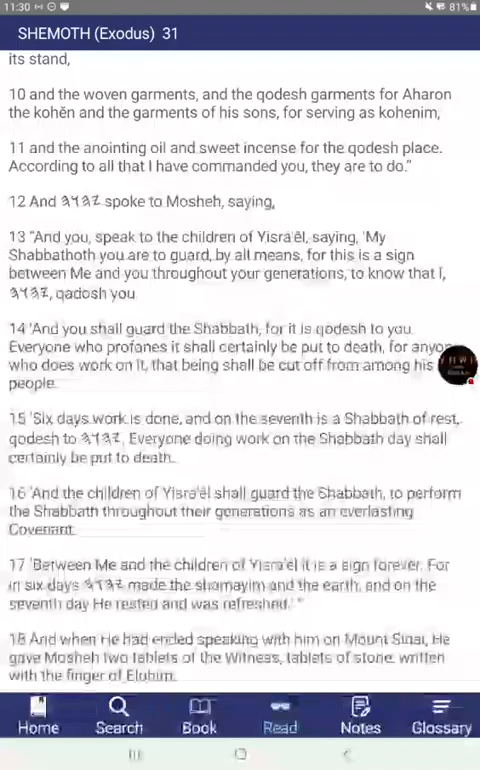 11:30
81%
SHEMOTH (Exodus) 31
its stand,
10 and the woven garments, and the qodesh garments for Aharon
the kohĕn and the garments of his sons, for serving as kohenim,
11 and the anointing oil and sweet incense for the qodesh place.
According to all that I have commanded you, they are to do.”
12 And 𐤉𐤄𐤅𐤄 spoke to Mosheh, saying,
13 “And you, speak to the children of Yisra’ĕl, saying, ‘My
Shabbathoth you are to guard, by all means, for this is a sign
between Me and you throughout your generations, to know that I,
𐤉𐤄𐤅𐤄, qadosh you.
14 ‘And you shall guard the Shabbath, for it is qodesh to you.
Everyone who profanes it shall certainly be put to death, for anyon
who does work on it, that being shall be cut off from among his
people.
15 ‘Six days work is done, and on the seventh is a Shabbath of rest,
qodesh to 𐤉𐤄𐤅𐤄. Everyone doing work on the Shabbath day shall
certainly be put to death.
16 ‘And the children of Yisra’ĕl shall guard the Shabbath, to perform
the Shabbath throughout their generations as an everlasting
Covenant.
17 ‘Between Me and the children of Yisra’ĕl it is a sign forever. For
in six days 𐤉𐤄𐤅𐤄 made the shamayim and the earth, and on the
seventh day He rested and was refreshed.’ ”
18 And when He had ended speaking with him on Mount Sinai, He
gave Mosheh two tablets of the Witness, tablets of stone, written
with the finger of Elohim.
Home Search Book Read Notes Glossary